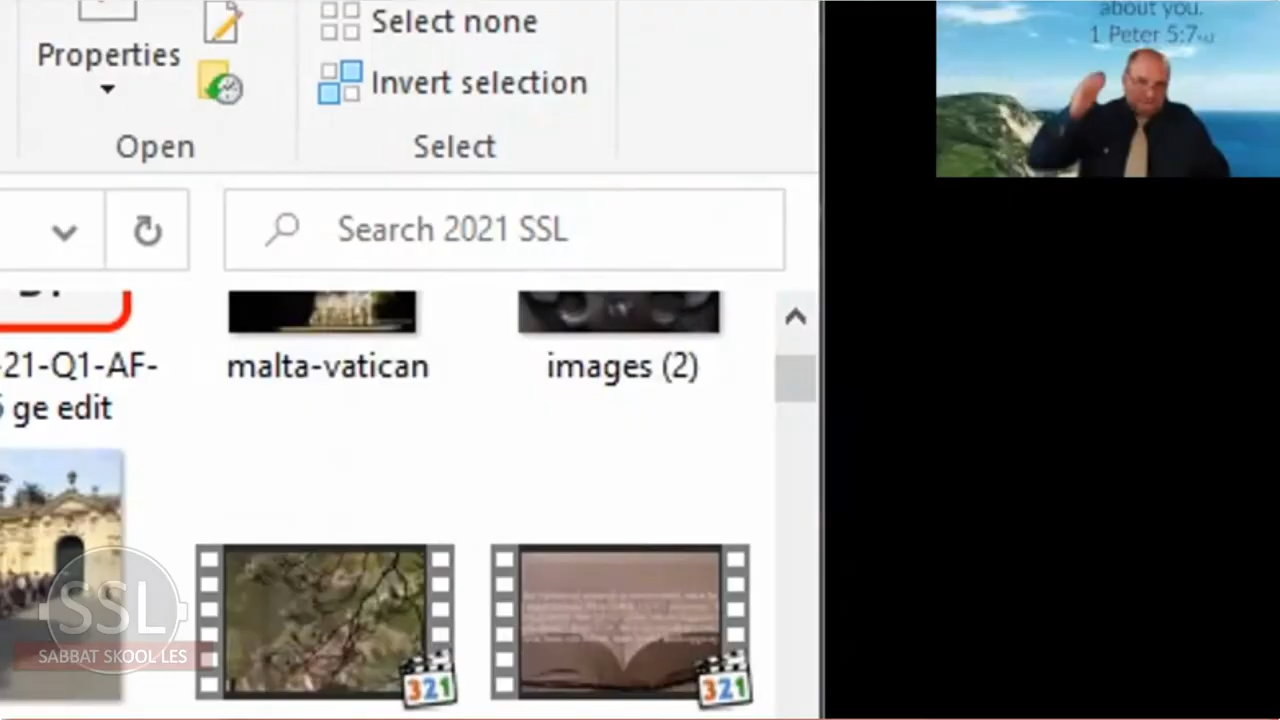 Properties
Select none
Invert selection
Open
Select
Search 2021 SSL
-21-Q1-AF-
ge edit
malta-vatican
images (2)
about you.
1 Peter 5:7
321
321
SSL
SABBAT SKOOL LES